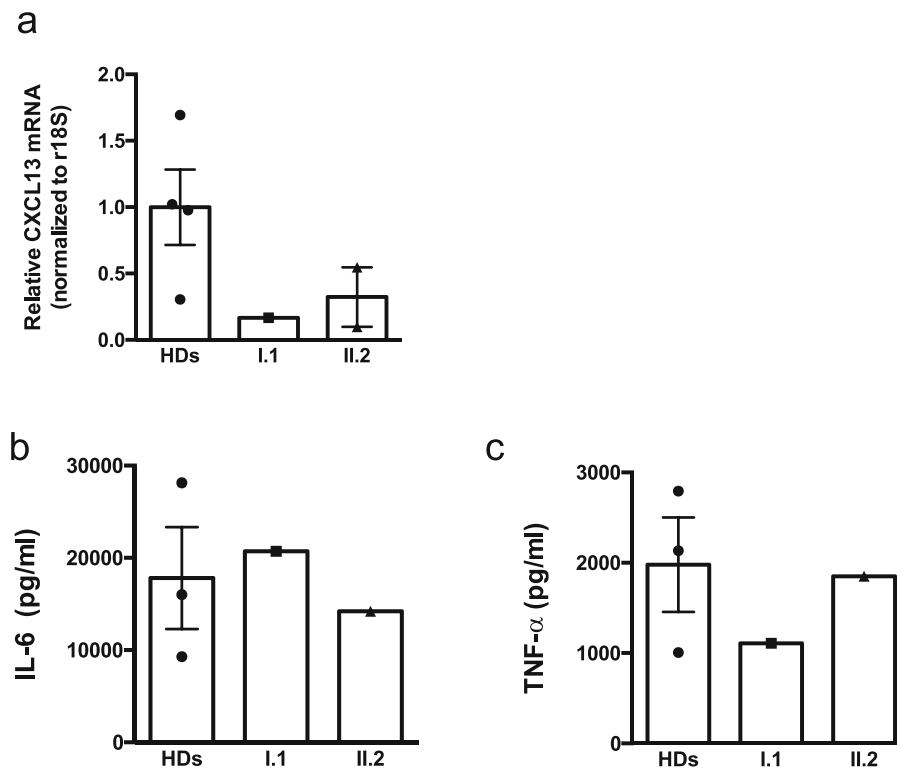 a
Relative CXCL13 mRNA
(normalized to r18S)
2.0
1.5
1.0
0.5
0.0
HDs I.1 II.2
b
IL-6 (pg/ml)
30000
20000
10000
0
HDs I.1 II.2
c
TNF-α (pg/ml)
3000
2000
1000
0
HDs I.1 II.2